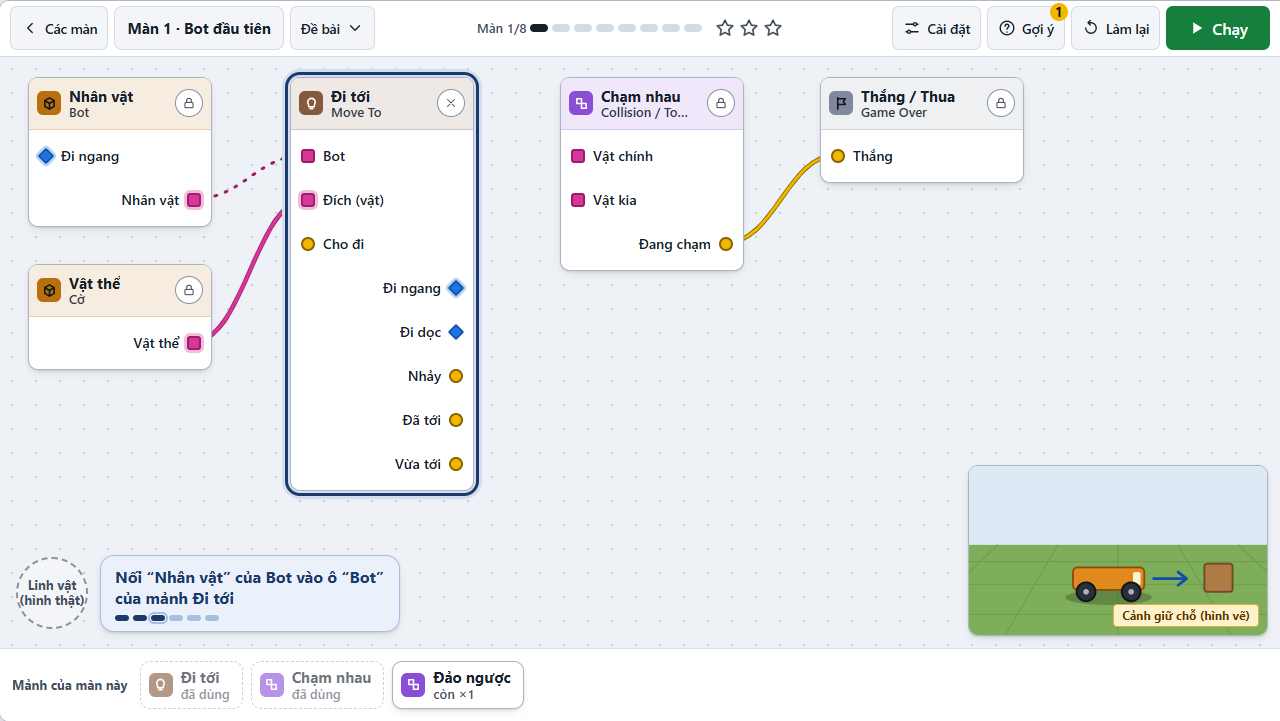 Các màn
Màn 1 · Bot đầu tiên
Đề bài
Màn 1/8
Cài đặt
Gợi ý
1
Làm lại
Chạy
Nhân vật
Bot
Đi ngang
Nhân vật
Vật thể
Cờ
Vật thể
Đi tới
Move To
Bot
Đích (vật)
Cho đi
Đi ngang
Đi dọc
Nhảy
Đã tới
Vừa tới
Chạm nhau
Collision / To...
Vật chính
Vật kia
Đang chạm
Thắng / Thua
Game Over
Thắng
Linh vật
(hình thật)
Nối “Nhân vật” của Bot vào ô “Bot”
của mảnh Đi tới
Cảnh giữ chỗ (hình vẽ)
Mảnh của màn này
Đi tới
đã dùng
Chạm nhau
đã dùng
Đảo ngược
còn ×1